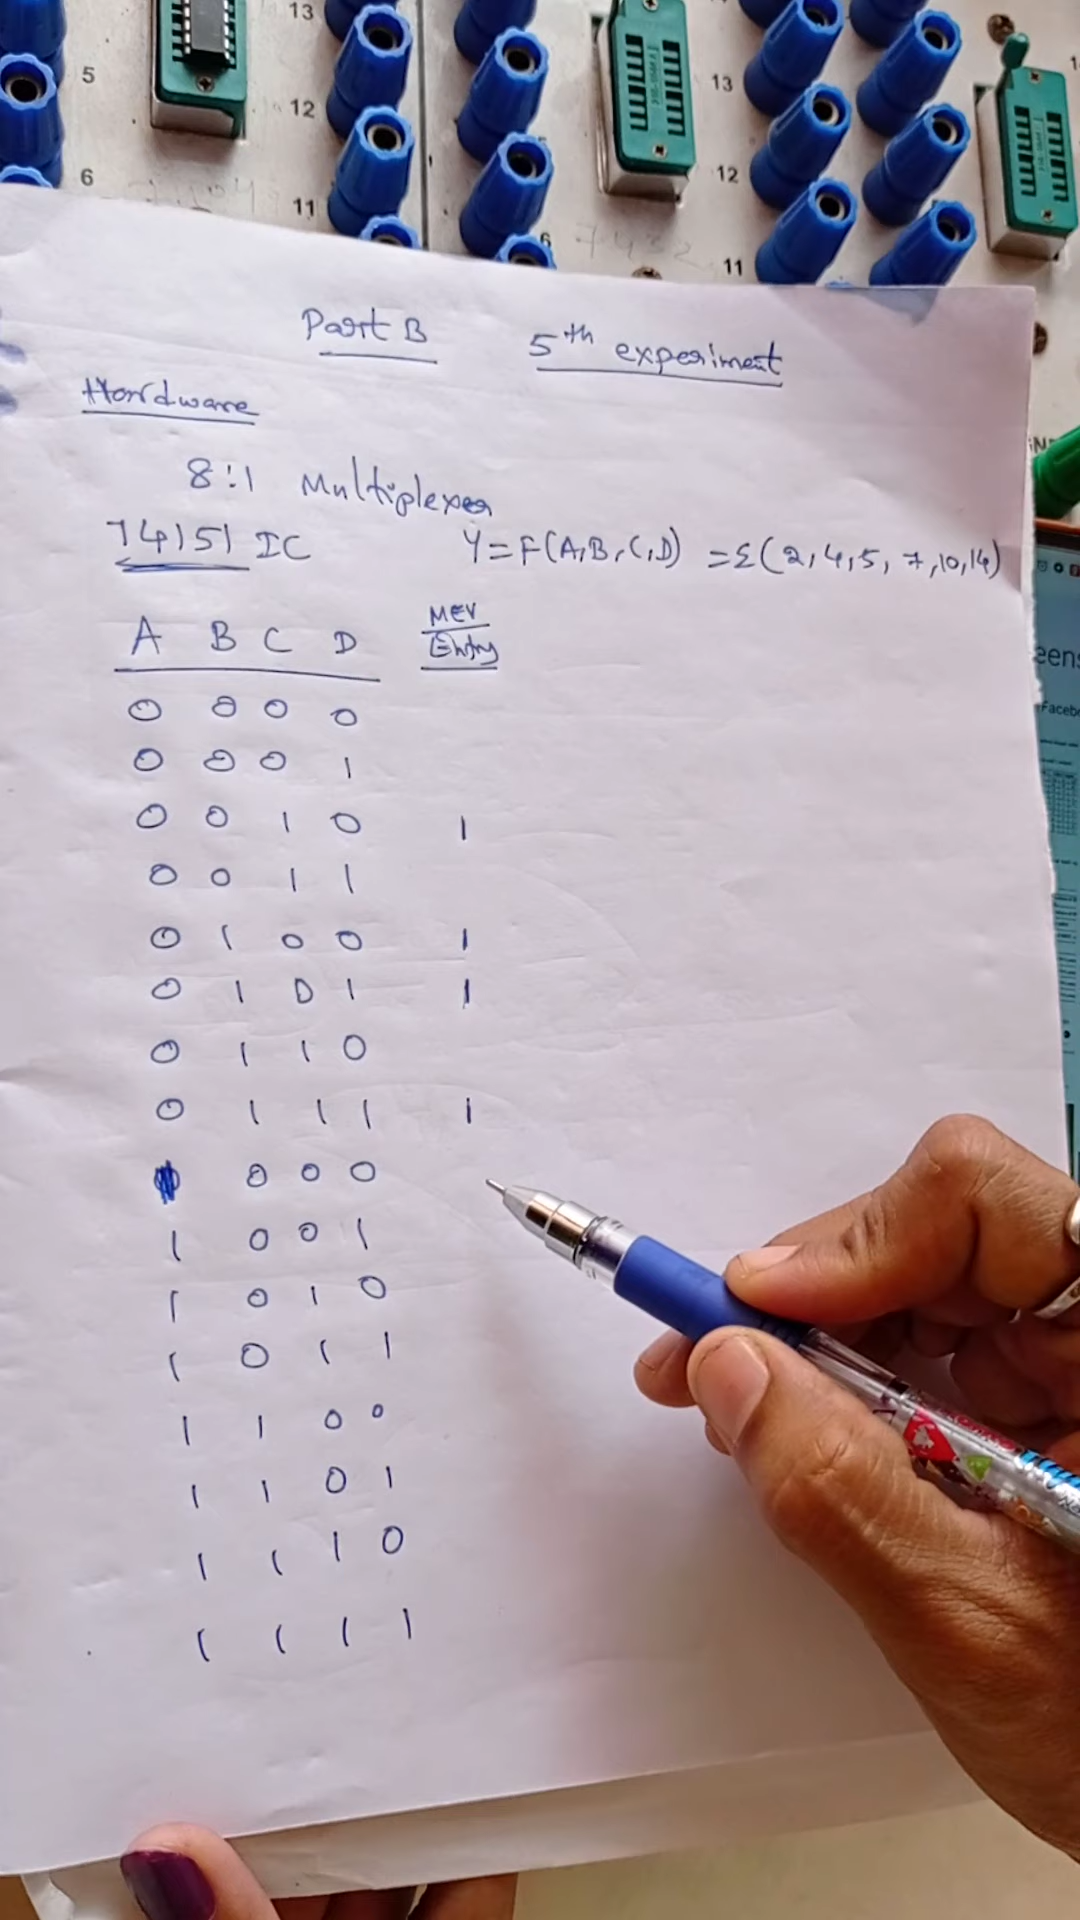 13
5
13
12
12
6
11
11
7432
Part B 5th experiment
Hardware
8:1 Multiplexer
74151 IC Y=F(A,B,C,D) =Σ(2,4,5,7,10,14)
A B C D MEV Entry
0 0 0 0
0 0 0 1
0 0 1 0 1
0 0 1 1
0 1 0 0 1
0 1 0 1 1
0 1 1 0
0 1 1 1 1
0 0 0
1 0 0 1
1 0 1 0
1 0 1 1
1 1 0 0
1 1 0 1
1 1 1 0
1 1 1 1